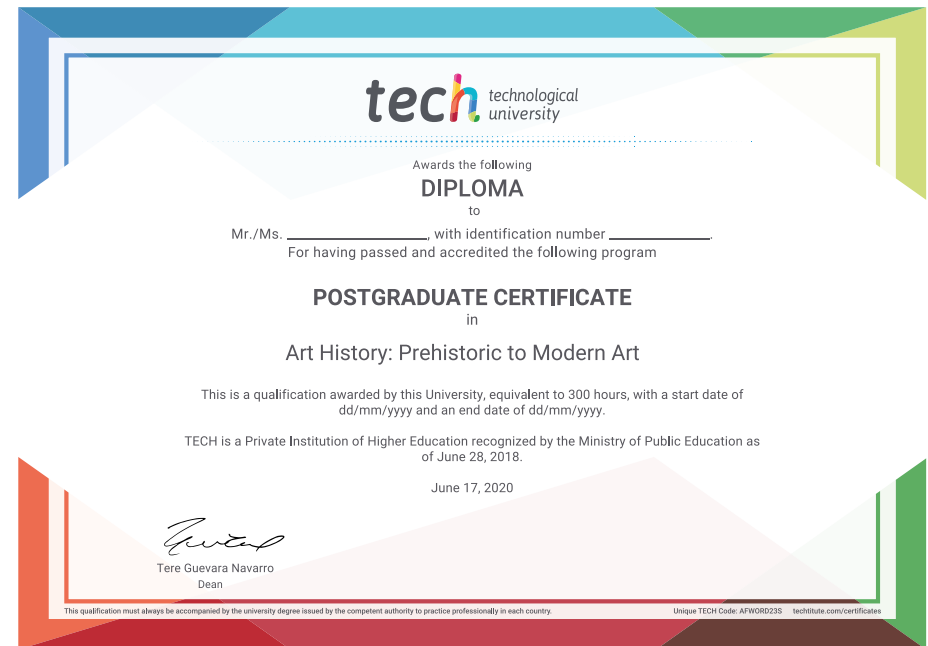 tech technological
university
Awards the following
DIPLOMA
to
Mr./Ms. ____________________, with identification number ______________.
For having passed and accredited the following program
POSTGRADUATE CERTIFICATE
in
Art History: Prehistoric to Modern Art
This is a qualification awarded by this University, equivalent to 300 hours, with a start date of
dd/mm/yyyy and an end date of dd/mm/yyyy.
TECH is a Private Institution of Higher Education recognized by the Ministry of Public Education as
of June 28, 2018.
June 17, 2020
Tere Guevara Navarro
Dean
This qualification must always be accompanied by the university degree issued by the competent authority to practice professionally in each country.
Unique TECH Code: AFWORD23S techtitute.com/certificates